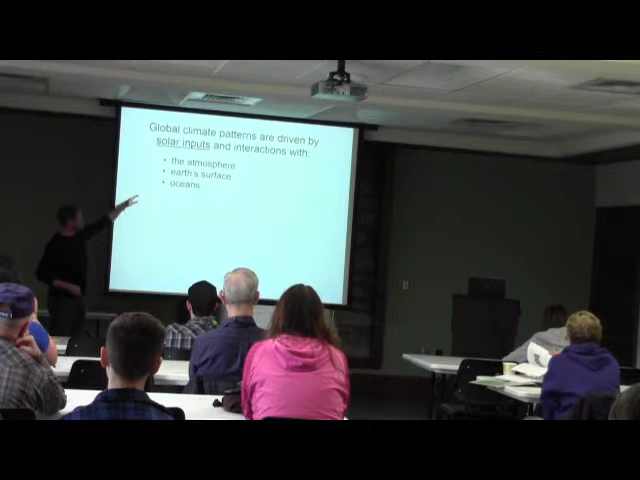 Global climate patterns are driven by
solar inputs and interactions with:
• the atmosphere
• earth's surface
• oceans